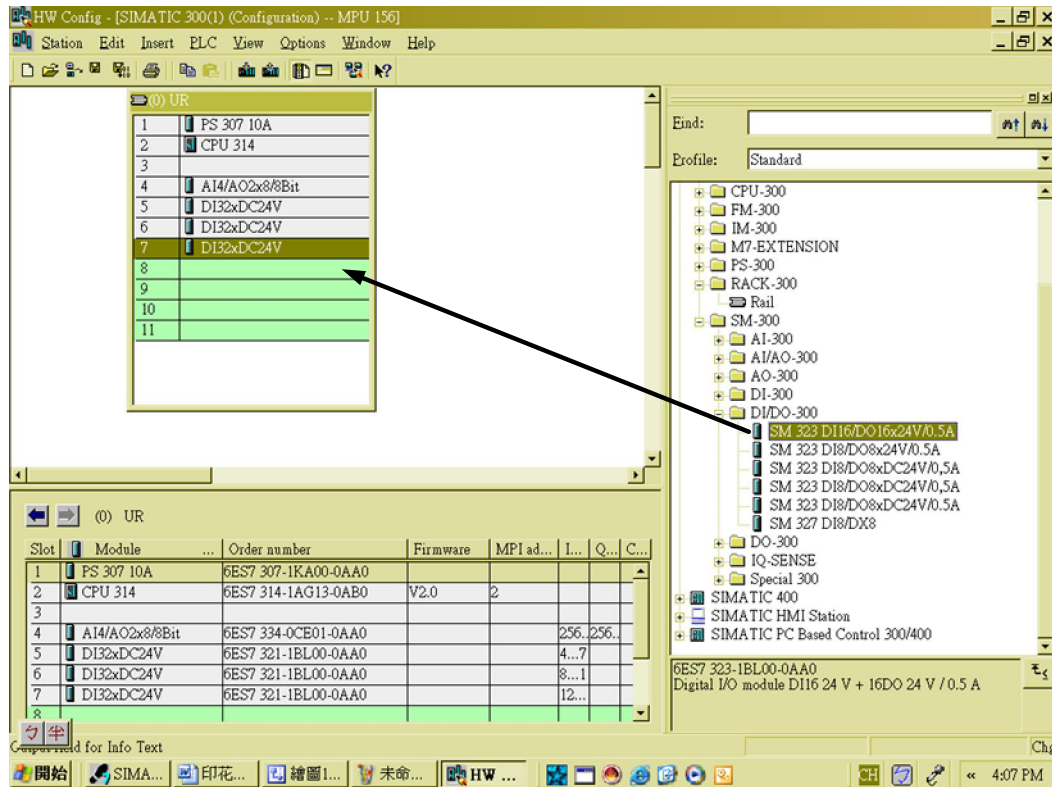 HW Config - [SIMATIC 300(1) (Configuration) -- MPU 156]
Station Edit Insert PLC View Options Window Help
(0) UR
1 PS 307 10A
2 CPU 314
3
4 AI4/AO2x8/8Bit
5 DI32xDC24V
6 DI32xDC24V
7 DI32xDC24V
8
9
10
11
Find:
Profile: Standard
CPU-300
FM-300
IM-300
M7-EXTENSION
PS-300
RACK-300
Rail
SM-300
AI-300
AI/AO-300
AO-300
DI-300
DI/DO-300
SM 323 DI16/DO16x24V/0.5A
SM 323 DI8/DO8x24V/0.5A
SM 323 DI8/DO8xDC24V/0,5A
SM 323 DI8/DO8xDC24V/0,5A
SM 323 DI8/DO8xDC24V/0.5A
SM 327 DI8/DX8
DO-300
IQ-SENSE
Special 300
SIMATIC 400
SIMATIC HMI Station
SIMATIC PC Based Control 300/400
6ES7 323-1BL00-0AA0
Digital I/O module DI16 24 V + 16DO 24 V / 0.5 A
(0) UR
Slot Module ... Order number Firmware MPI ad... I... Q... C...
1 PS 307 10A 6ES7 307-1KA00-0AA0
2 CPU 314 6ES7 314-1AG13-0AB0 V2.0 2
3
4 AI4/AO2x8/8Bit 6ES7 334-0CE01-0AA0 256.. 256..
5 DI32xDC24V 6ES7 321-1BL00-0AA0 4...7
6 DI32xDC24V 6ES7 321-1BL00-0AA0 8...1
7 DI32xDC24V 6ES7 321-1BL00-0AA0 12...
8
ㄅ 半
d for Info Text
Chg
開始 SIMA... 印花... 繪圖1... 未命... HW ... CH « 4:07 PM